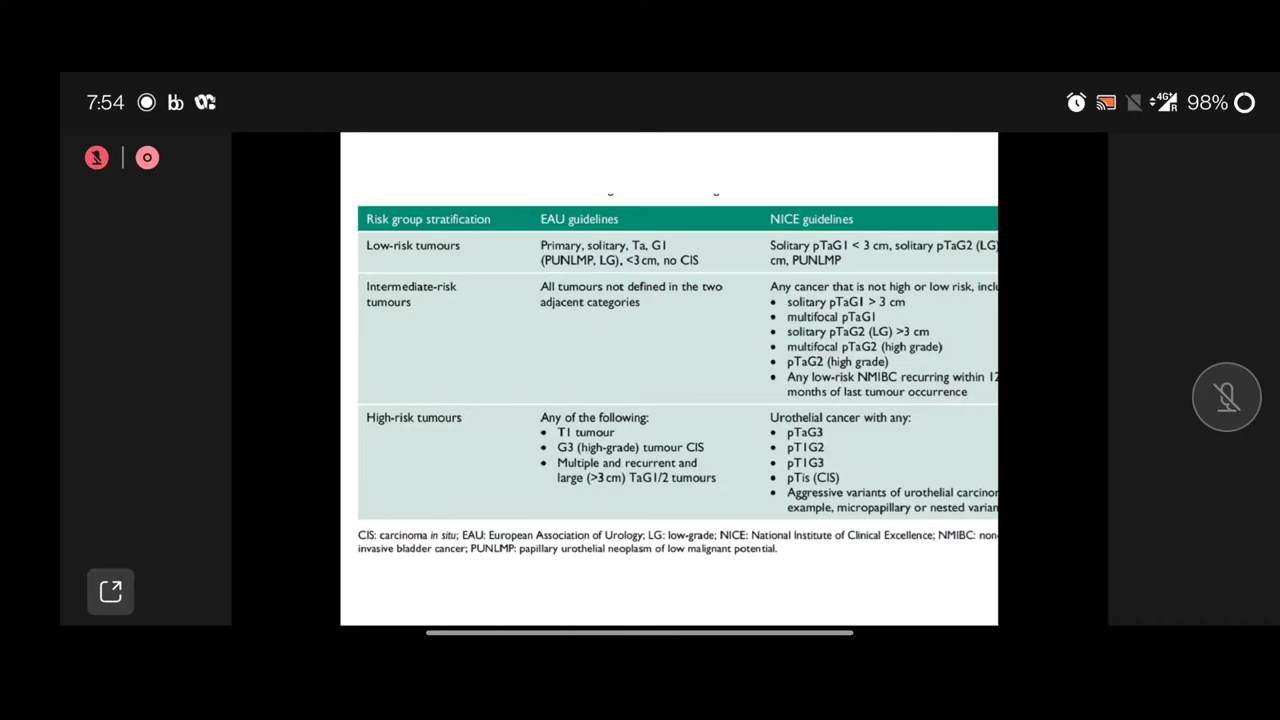 7:54
4G+
R
98%
Risk group stratification EAU guidelines NICE guidelines
Low-risk tumours Primary, solitary, Ta, G1 Solitary pTaG1 < 3 cm, solitary pTaG2 (LG)
(PUNLMP, LG), <3 cm, no CIS cm, PUNLMP
Intermediate-risk All tumours not defined in the two Any cancer that is not high or low risk,
tumours adjacent categories • solitary pTaG1 > 3 cm
• multifocal pTaG1
• solitary pTaG2 (LG) >3 cm
• multifocal pTaG2 (high grade)
• pTaG2 (high grade)
• Any low-risk NMIBC recurring within 12
months of last tumour occurrence
High-risk tumours Any of the following: Urothelial cancer with any:
• T1 tumour • pTaG3
• G3 (high-grade) tumour CIS • pT1G2
• Multiple and recurrent and • pT1G3
large (>3 cm) TaG1/2 tumours • pTis (CIS)
• Aggressive variants of urothelial
example, micropapillary or nested
CIS: carcinoma in situ; EAU: European Association of Urology; LG: low-grade; NICE: National Institute of Clinical Excellence; NMIBC: non-
invasive bladder cancer; PUNLMP: papillary urothelial neoplasm of low malignant potential.